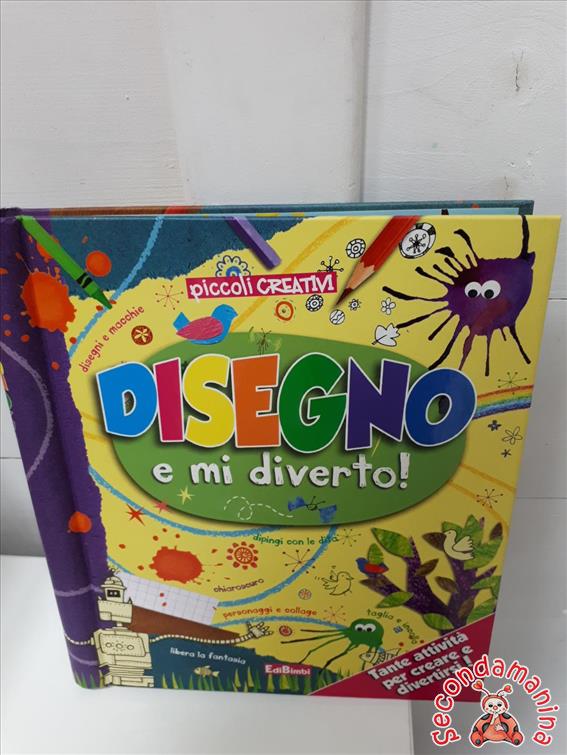 piccoli CREATIVI
disegni e macchie
DISEGNO
e mi diverto!
dipingi con le dita
chiaroscuro
personaggi e collage
taglia e incolla
libera la fantasia
EdiBimbi
Tante attività
per creare e
divertirsi!
secondamanina